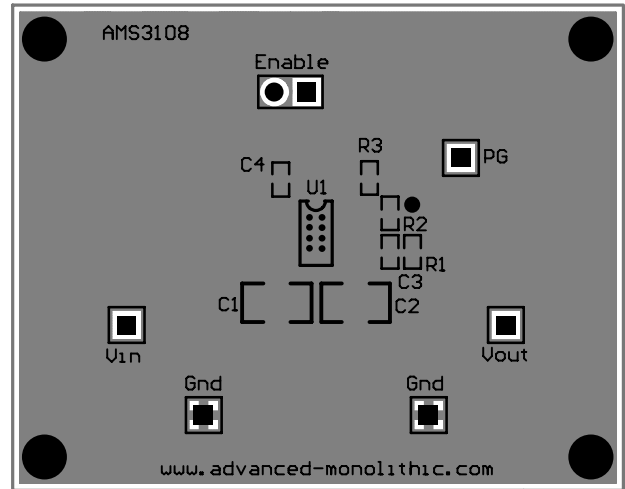 AMS3108
Enable
R3
PG
C4
U1
R2
R1
C3
C1
C2
Vin
Vout
Gnd
Gnd
www.advanced-monolithic.com